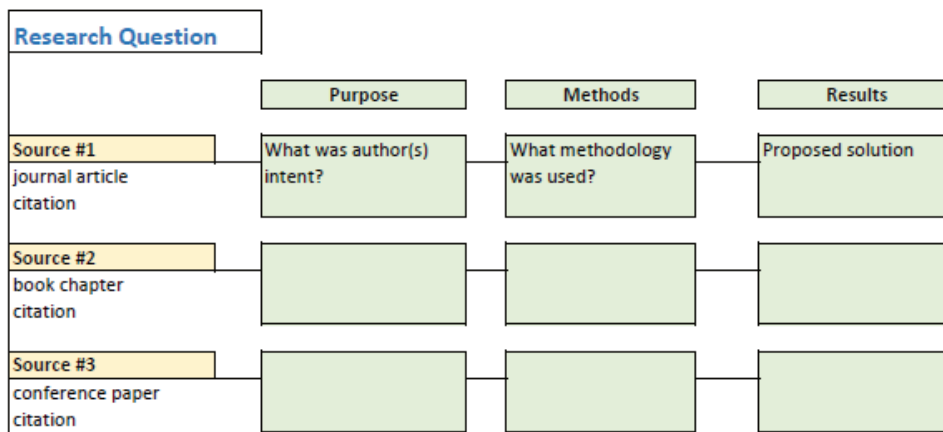 Research Question
Purpose Methods Results
Source #1
journal article
citation
What was author(s)
intent?
What methodology
was used?
Proposed solution
Source #2
book chapter
citation
Source #3
conference paper
citation